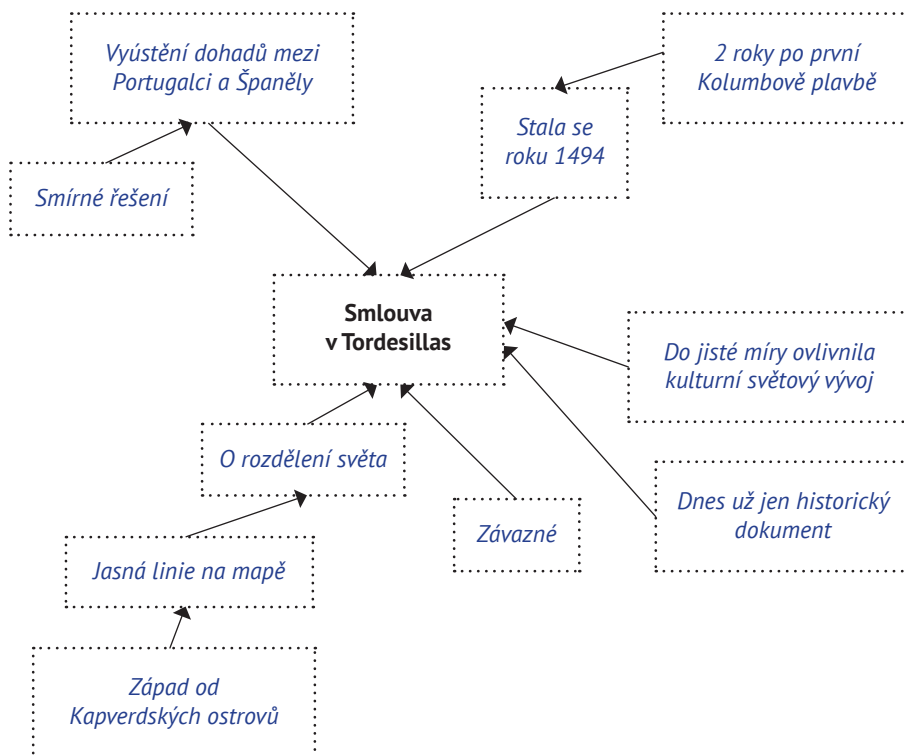 Vyústění dohadů mezi
Portugalci a Španěly
2 roky po první
Kolumbově plavbě
Stala se
roku 1494
Smírné řešení
Smlouva
v Tordesillas
Do jisté míry ovlivnila
kulturní světový vývoj
O rozdělení světa
Dnes už jen historický
dokument
Závazné
Jasná linie na mapě
Západ od
Kapverdských ostrovů